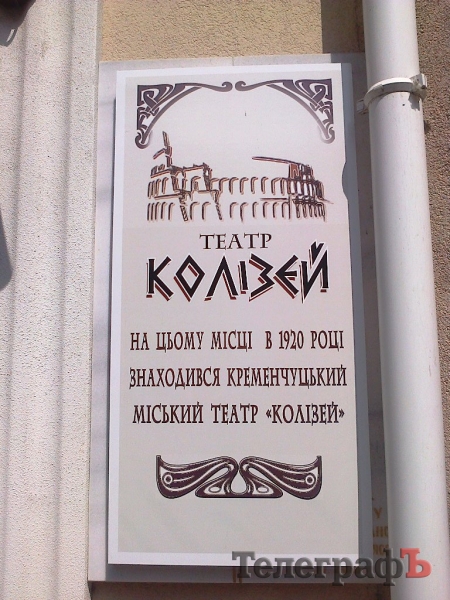 ТЕАТР
КОЛІЗЕЙ
НА ЦЬОМУ МІСЦІ В 1920 РОЦІ
ЗНАХОДИВСЯ КРЕМЕНЧУЦЬКИЙ
МІСЬКИЙ ТЕАТР «КОЛІЗЕЙ»
ТелеграфЪ